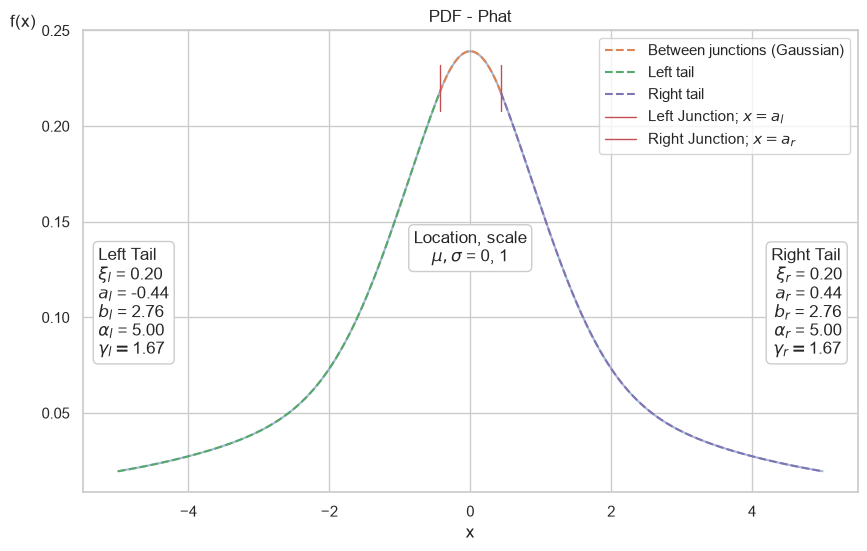 PDF - Phat
f(x)
0.25
0.20
0.15
0.10
0.05
Between junctions (Gaussian)
Left tail
Right tail
Left Junction; x = a_l
Right Junction; x = a_r
Location, scale
μ, σ = 0, 1
Left Tail
ξ_l = 0.20
a_l = -0.44
b_l = 2.76
α_l = 5.00
γ_l = 1.67
Right Tail
ξ_r = 0.20
a_r = 0.44
b_r = 2.76
α_r = 5.00
γ_r = 1.67
−4 −2 0 2 4
x